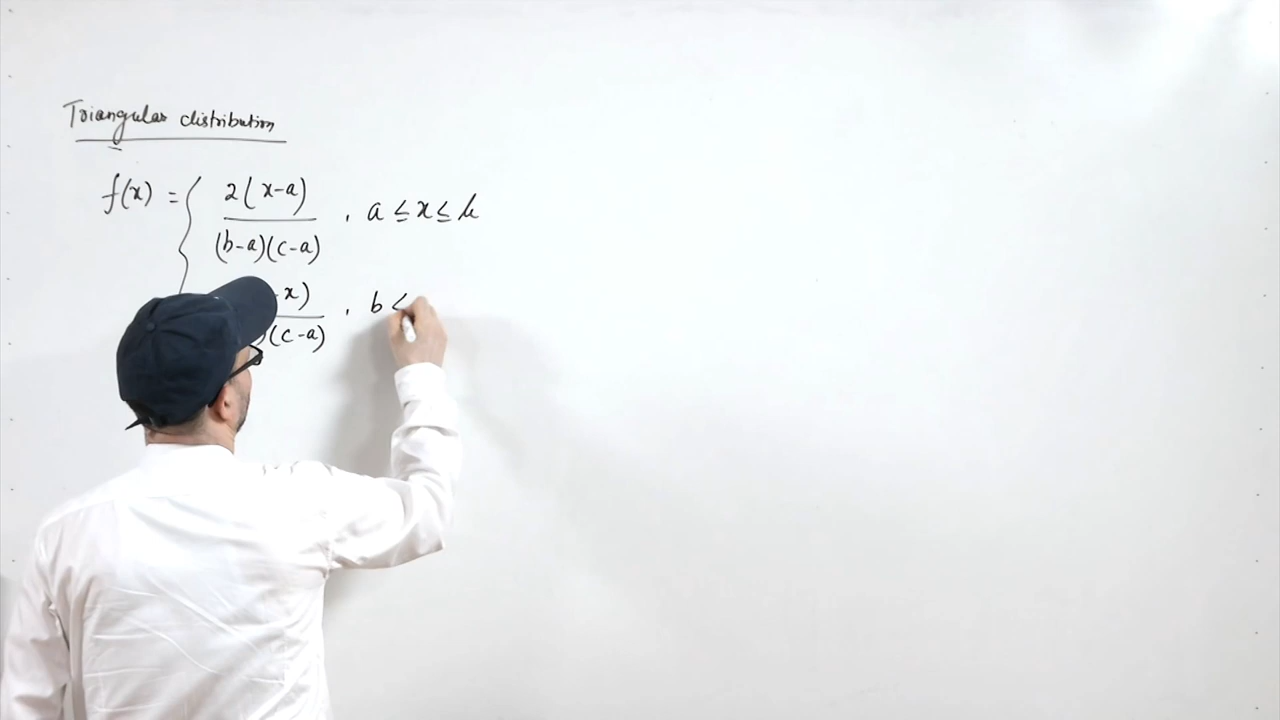 Triangular distribution
f(x) = { 2(x-a) / (b-a)(c-a) , a ≤ x ≤ b
x) / (c-a) , b <